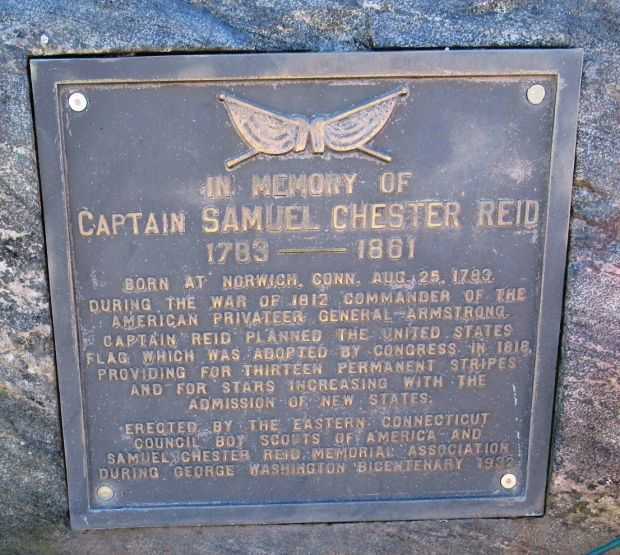 IN MEMORY OF
CAPTAIN SAMUEL CHESTER REID
1783 — 1861
BORN AT NORWICH, CONN. AUG. 25, 1783.
DURING THE WAR OF 1812 COMMANDER OF THE
AMERICAN PRIVATEER GENERAL ARMSTRONG.
CAPTAIN REID PLANNED THE UNITED STATES
FLAG WHICH WAS ADOPTED BY CONGRESS IN 1818,
PROVIDING FOR THIRTEEN PERMANENT STRIPES
AND FOR STARS INCREASING WITH THE
ADMISSION OF NEW STATES.
ERECTED BY THE EASTERN CONNECTICUT
COUNCIL BOY SCOUTS OF AMERICA AND
SAMUEL CHESTER REID MEMORIAL ASSOCIATION
DURING GEORGE WASHINGTON BICENTENARY 1932